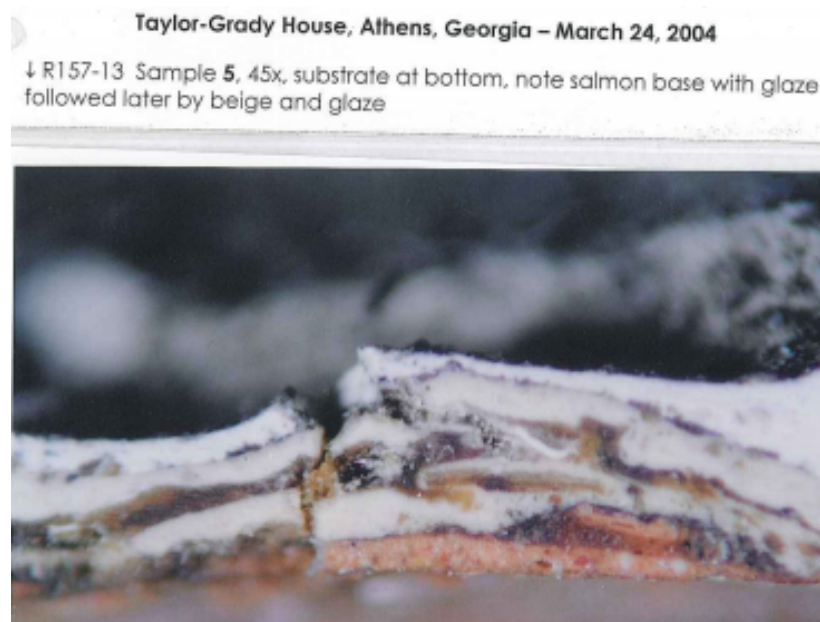 Taylor-Grady House, Athens, Georgia – March 24, 2004
↓ R157-13 Sample 5, 45x, substrate at bottom, note salmon base with glaze
followed later by beige and glaze